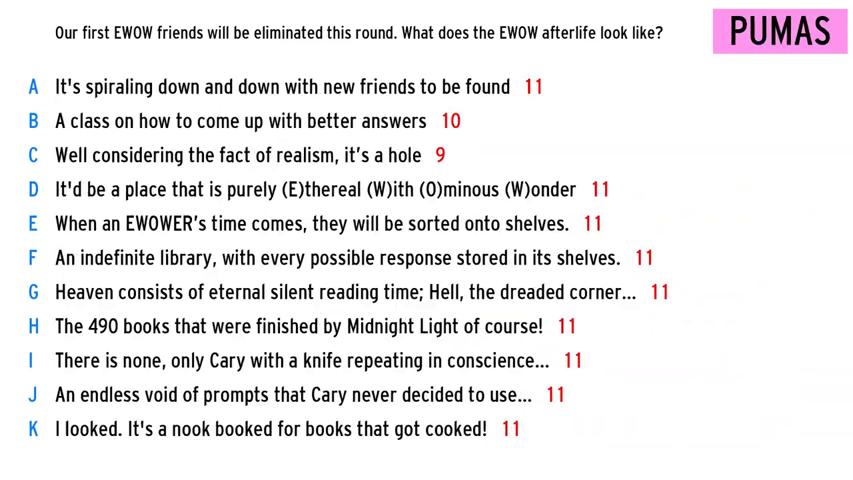 Our first EWOW friends will be eliminated this round. What does the EWOW afterlife look like?
PUMAS
A It's spiraling down and down with new friends to be found 11
B A class on how to come up with better answers 10
C Well considering the fact of realism, it’s a hole 9
D It'd be a place that is purely (E)thereal (W)ith (O)minous (W)onder 11
E When an EWOWER’s time comes, they will be sorted onto shelves. 11
F An indefinite library, with every possible response stored in its shelves. 11
G Heaven consists of eternal silent reading time; Hell, the dreaded corner... 11
H The 490 books that were finished by Midnight Light of course! 11
I There is none, only Cary with a knife repeating in conscience... 11
J An endless void of prompts that Cary never decided to use... 11
K I looked. It's a nook booked for books that got cooked! 11